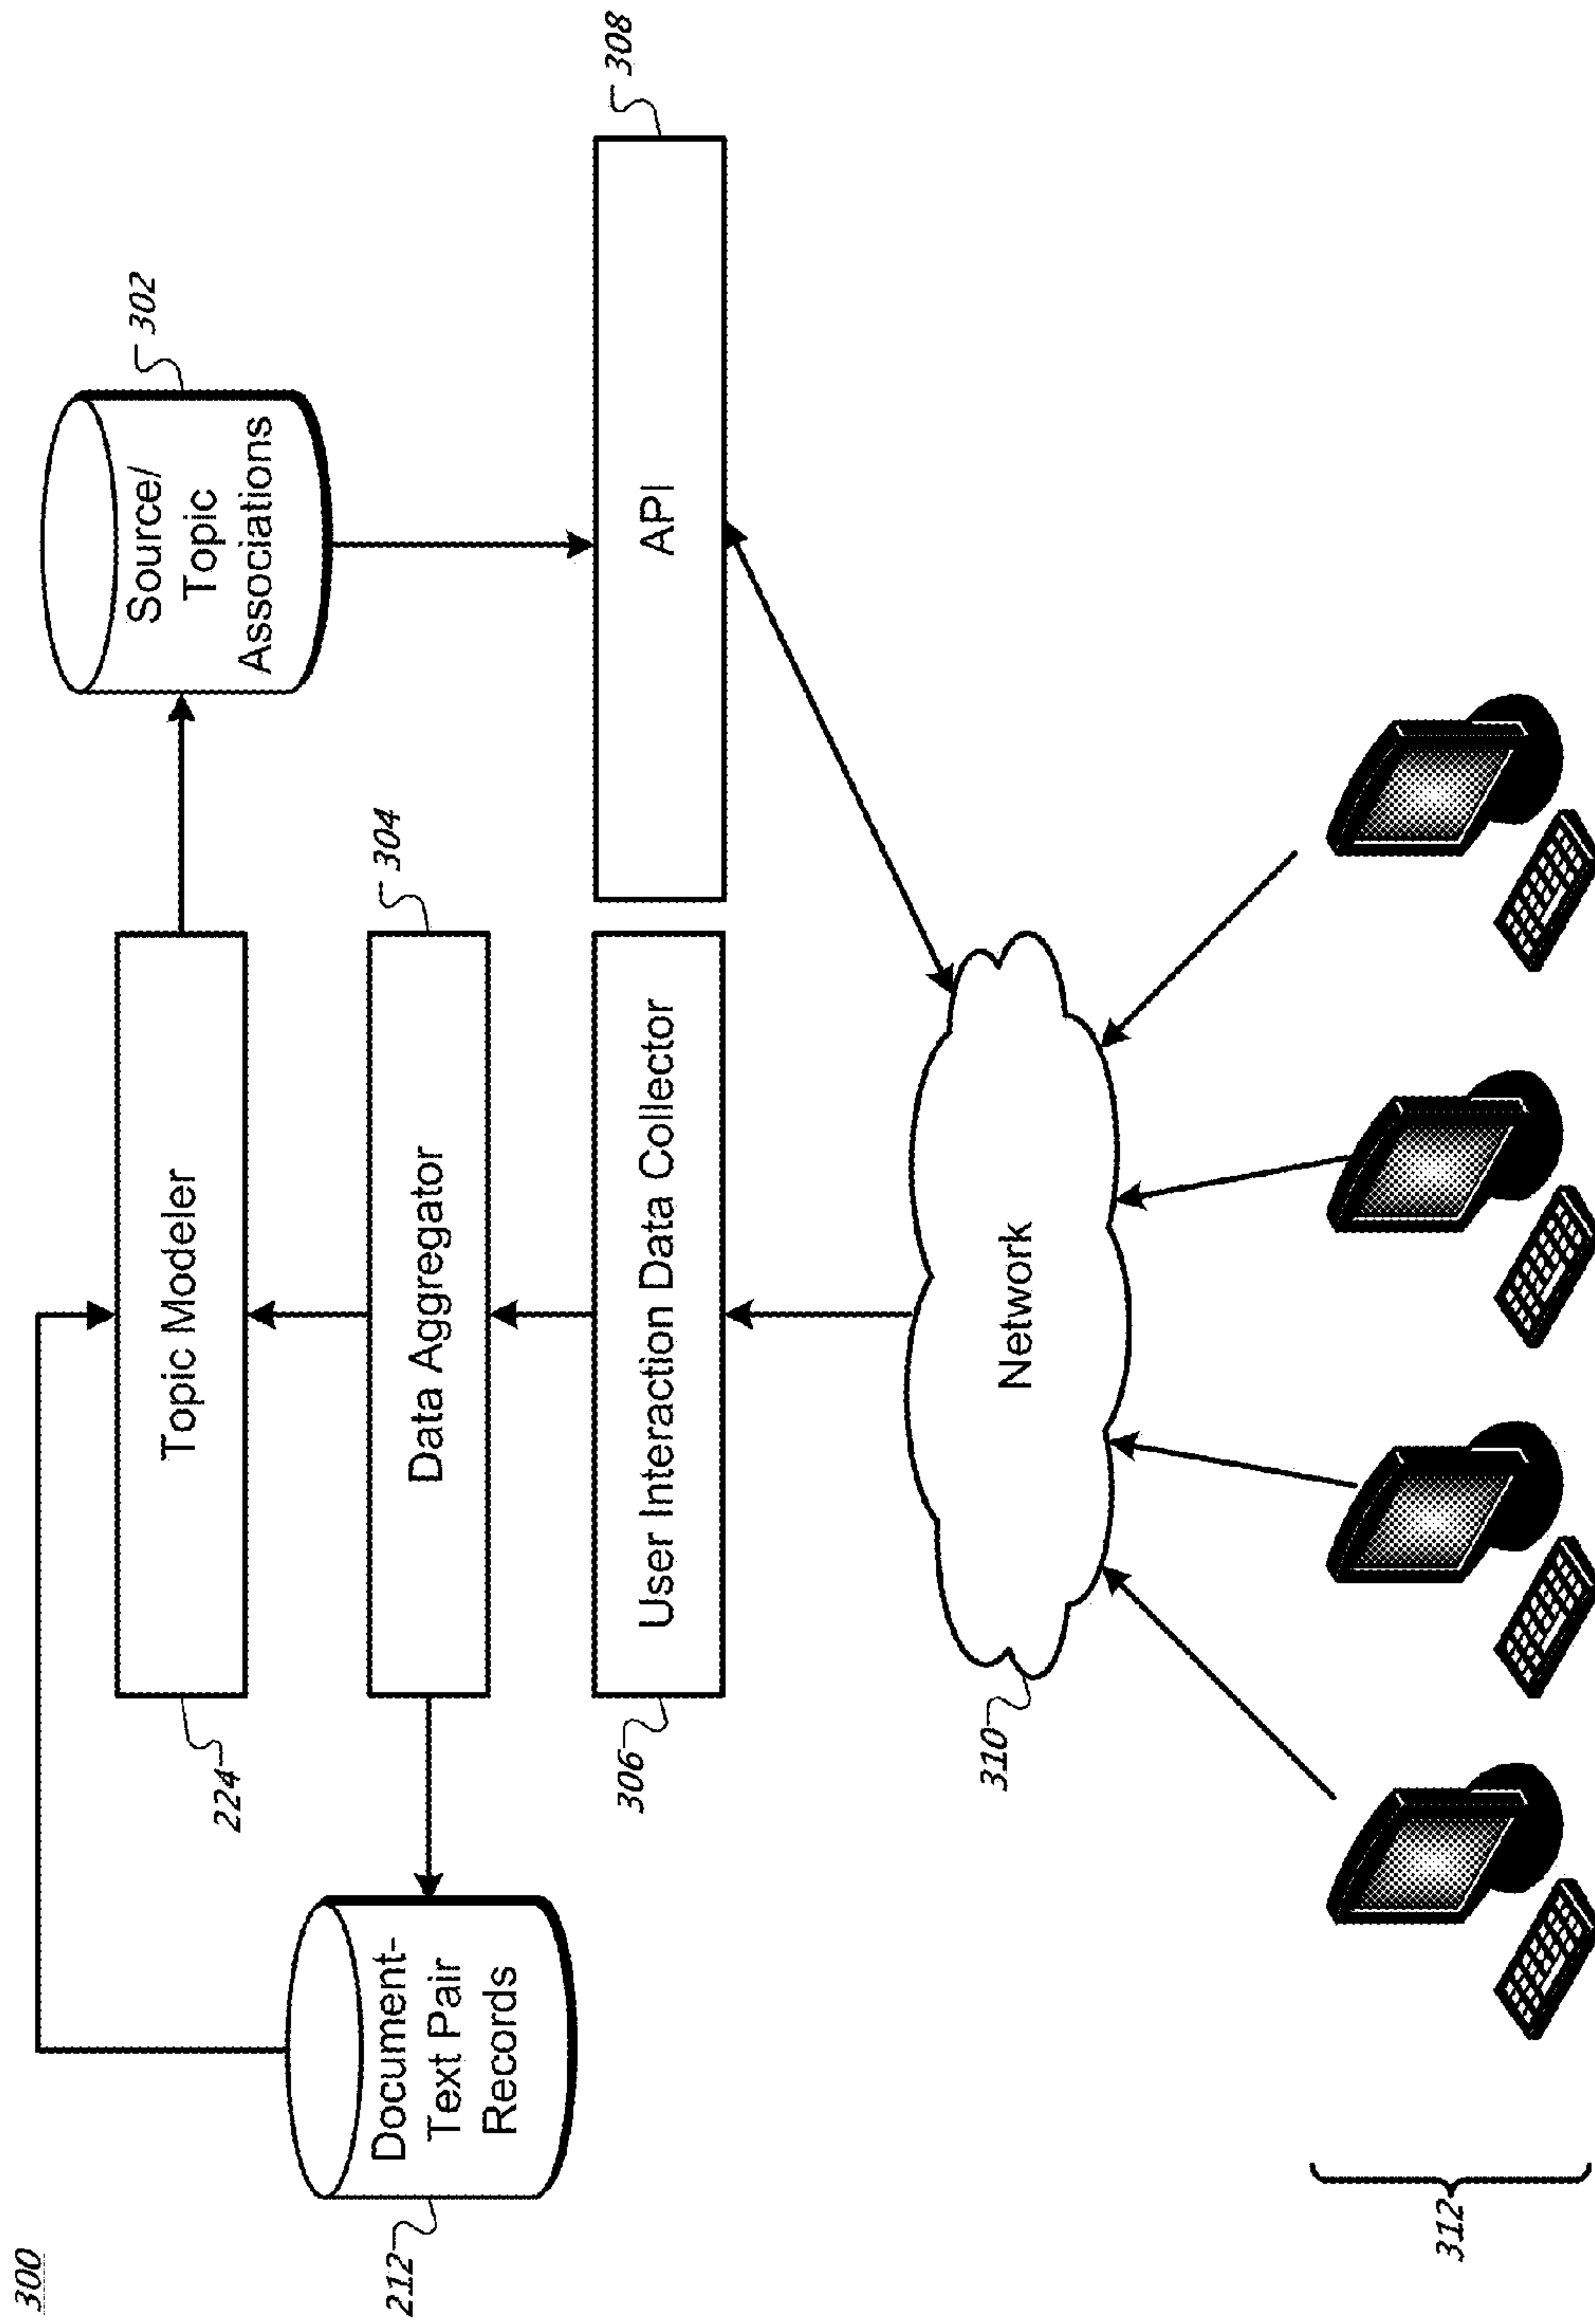 300
302
Source/
Topic
Associations
Topic Modeler
224
304
Data Aggregator
Document-
Text Pair
Records
212
308
API
User Interaction Data Collector
306
Network
310
312